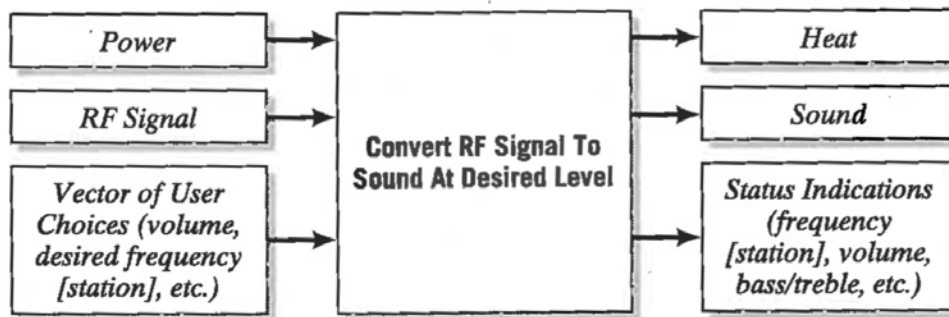 Power
RF Signal
Vector of User
Choices (volume,
desired frequency
[station], etc.)
Convert RF Signal To
Sound At Desired Level
Heat
Sound
Status Indications
(frequency
[station], volume,
bass/treble, etc.)